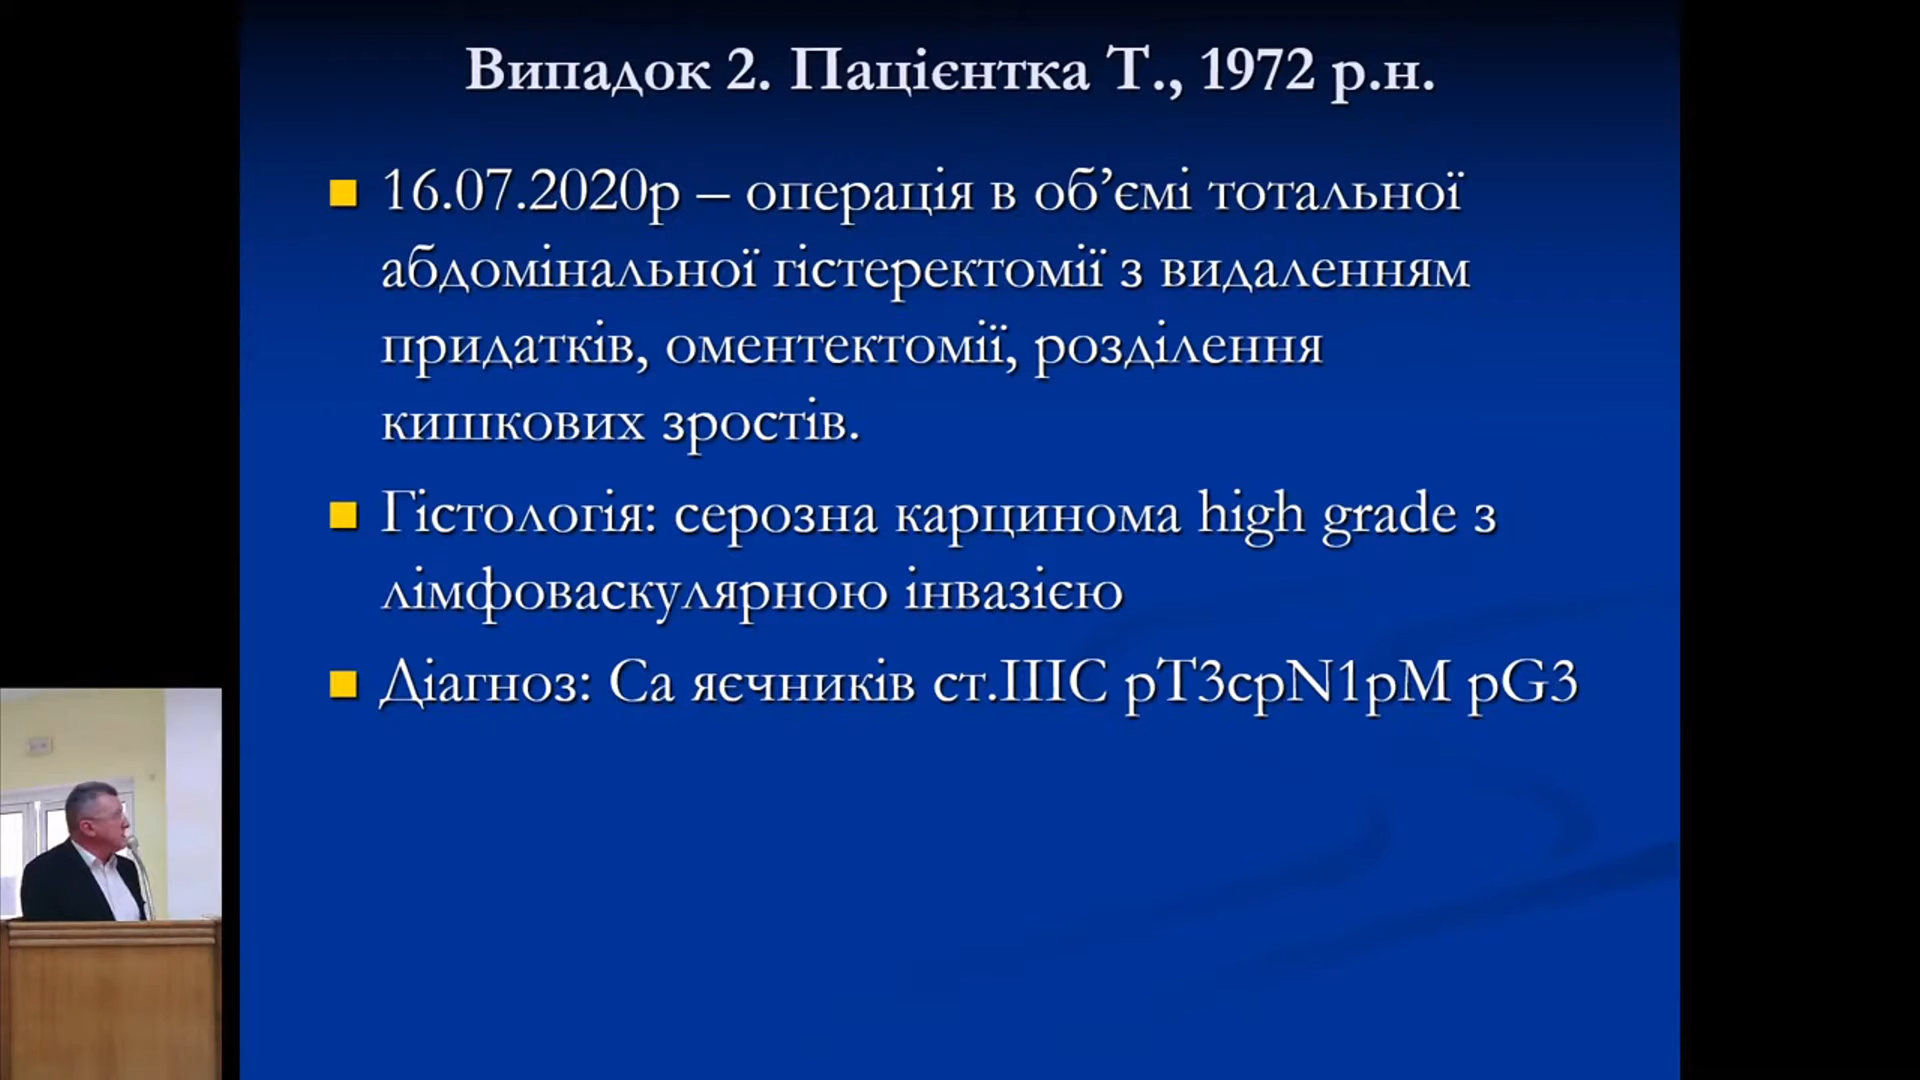 Випадок 2. Пацієнтка Т., 1972 р.н.
16.07.2020р – операція в об’ємі тотальної
абдомінальної гістеректомії з видаленням
придатків, оментектомії, розділення
кишкових зростів.
Гістологія: серозна карцинома high grade з
лімфоваскулярною інвазією
Діагноз: Са яєчників ст.ІІІС pT3cpN1pM pG3